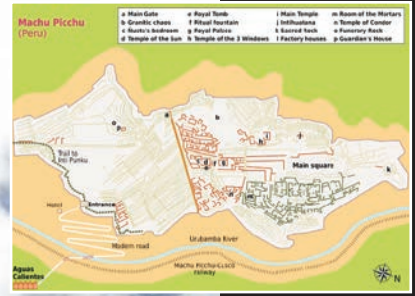 Machu Picchu
(Peru)
a Main Gate
b Granitic chaos
c Nusta's bedroom
d Temple of the Sun
e Royal Tomb
f Ritual fountain
g Royal Palace
h Temple of the 3 Windows
i Main Temple
j Intihuatana
k Sacred Rock
l Factory houses
m Room of the Mortars
n Temple of Condor
o Funerary Rock
p Guardian's House
a
b
o
p
i
h
Trail to
Inti Punku
Main square
k
d
e
f
g
n
m
Hotel
Entrance
Modern road
Urubamba River
Machu Picchu-Cusco
railway
Aguas
Calientes
N